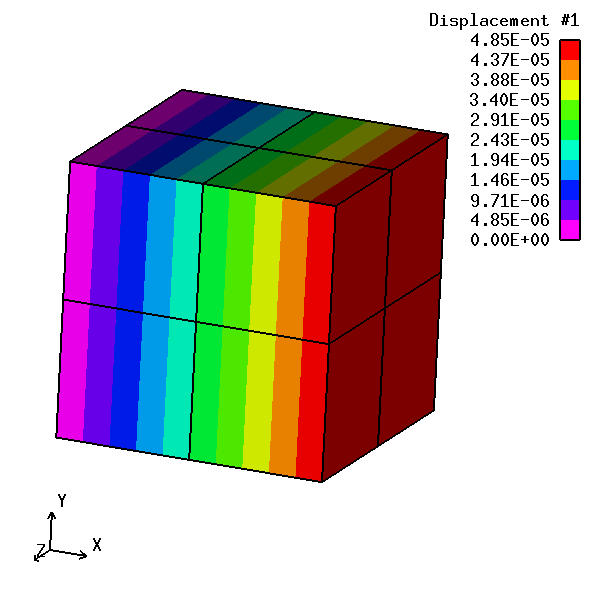 Displacement #1
4.85E-05
4.37E-05
3.88E-05
3.40E-05
2.91E-05
2.43E-05
1.94E-05
1.46E-05
9.71E-06
4.85E-06
0.00E+00
Y
X
Z